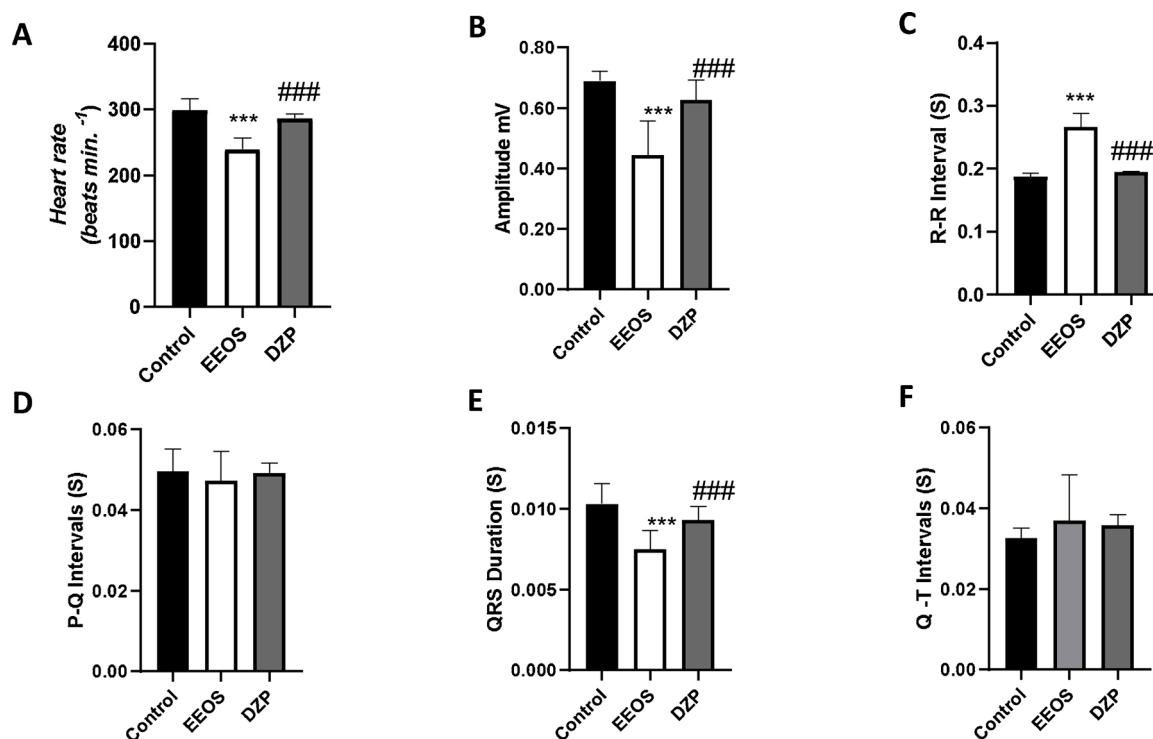 A
Heart rate
(beats min. -1)
400
300
200
100
0
***
###
Control
EEOS
DZP
B
Amplitude mV
0.80
0.60
0.40
0.20
0.00
***
###
Control
EEOS
DZP
C
R-R Interval (S)
0.4
0.3
0.2
0.1
0.0
***
###
Control
EEOS
DZP
D
P-Q Intervals (S)
0.06
0.04
0.02
0.00
Control
EEOS
DZP
E
QRS Duration (S)
0.015
0.010
0.005
0.000
***
###
Control
EEOS
DZP
F
Q -T Intervals (S)
0.06
0.04
0.02
0.00
Control
EEOS
DZP